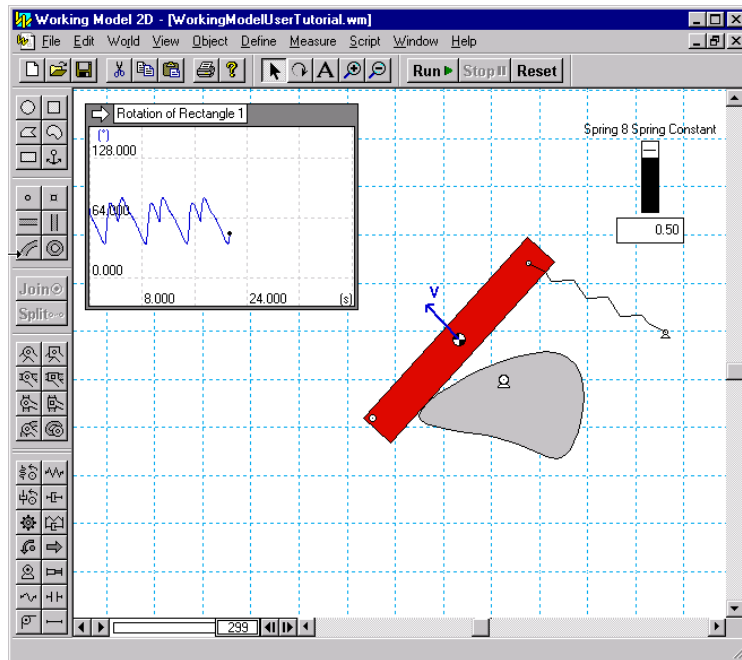 Working Model 2D - [WorkingModelUserTutorial.wm]
File Edit World View Object Define Measure Script Window Help
A ? Run Stop Reset
Rotation of Rectangle 1
(°)
128.000
64.000
0.000
8.000 24.000 (s)
Spring 8 Spring Constant
0.50
V
Join
Split
299